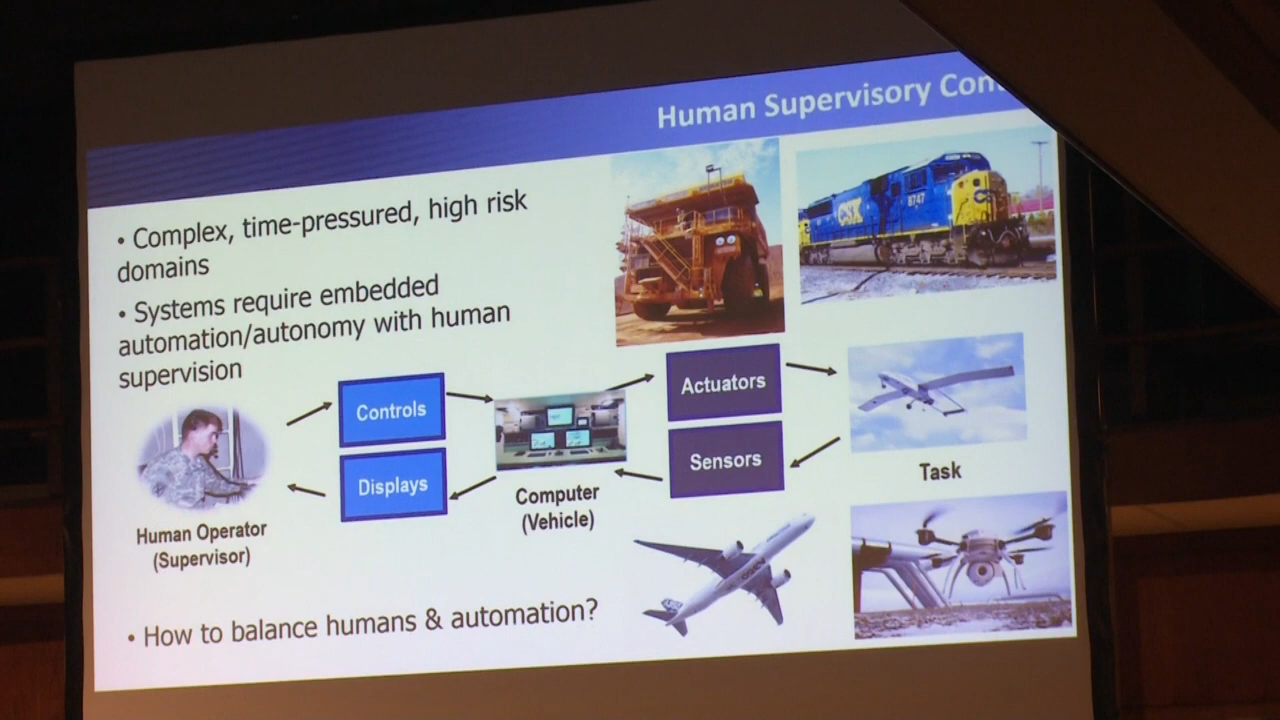 Human Supervisory Con
• Complex, time-pressured, high risk
domains
• Systems require embedded
automation/autonomy with human
supervision
CSX
8747
Controls
Displays
Actuators
Sensors
Human Operator
(Supervisor)
Computer
(Vehicle)
Task
• How to balance humans & automation?